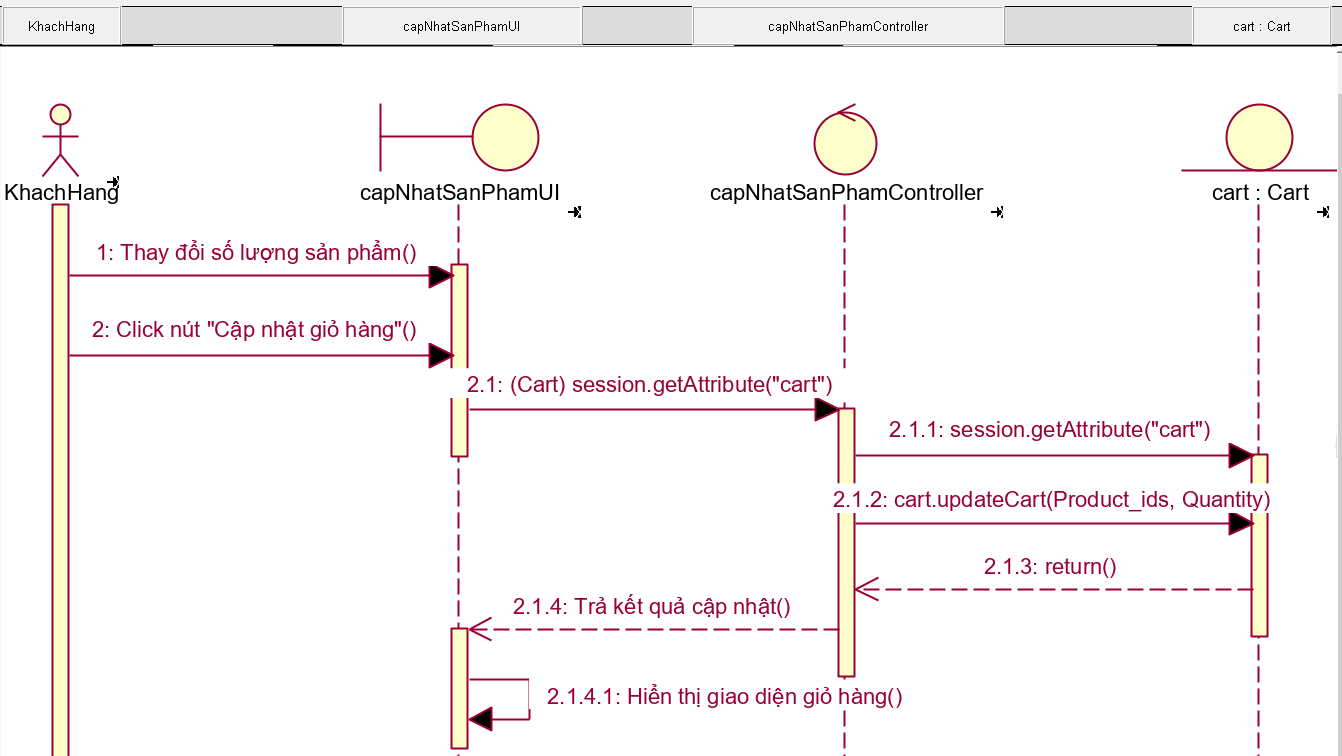 KhachHang
capNhatSanPhamUI
capNhatSanPhamController
cart : Cart
KhachHang
capNhatSanPhamUI
capNhatSanPhamController
cart : Cart
1: Thay đổi số lượng sản phẩm()
2: Click nút "Cập nhật giỏ hàng"()
2.1: (Cart) session.getAttribute("cart")
2.1.1: session.getAttribute("cart")
2.1.2: cart.updateCart(Product_ids, Quantity)
2.1.3: return()
2.1.4: Trả kết quả cập nhật()
2.1.4.1: Hiển thị giao diện giỏ hàng()